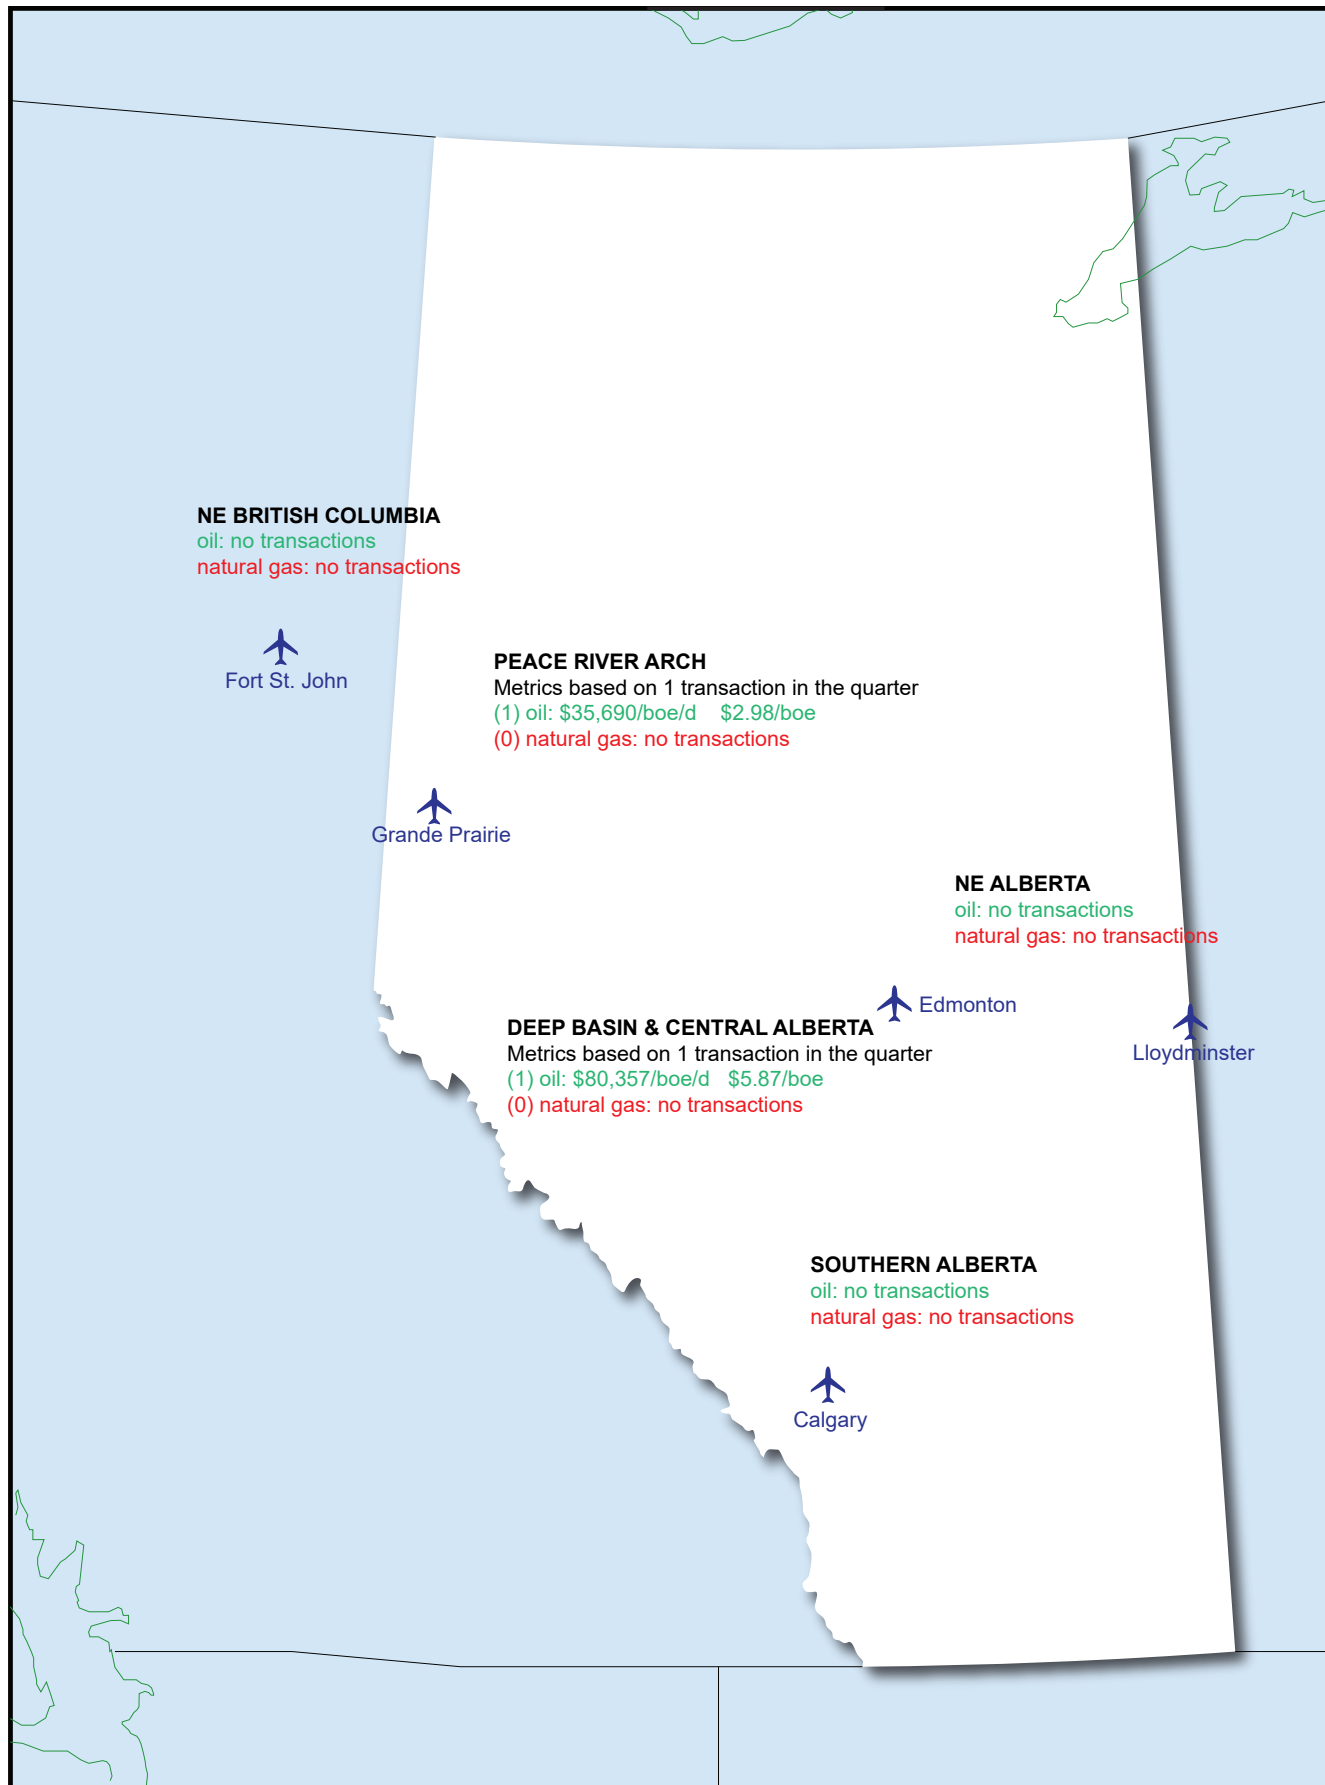 NE BRITISH COLUMBIA
oil: no transactions
natural gas: no transactions
Fort St. John
PEACE RIVER ARCH
Metrics based on 1 transaction in the quarter
(1) oil: $35,690/boe/d $2.98/boe
(0) natural gas: no transactions
Grande Prairie
NE ALBERTA
oil: no transactions
natural gas: no transactions
Edmonton
Lloydminster
DEEP BASIN & CENTRAL ALBERTA
Metrics based on 1 transaction in the quarter
(1) oil: $80,357/boe/d $5.87/boe
(0) natural gas: no transactions
SOUTHERN ALBERTA
oil: no transactions
natural gas: no transactions
Calgary